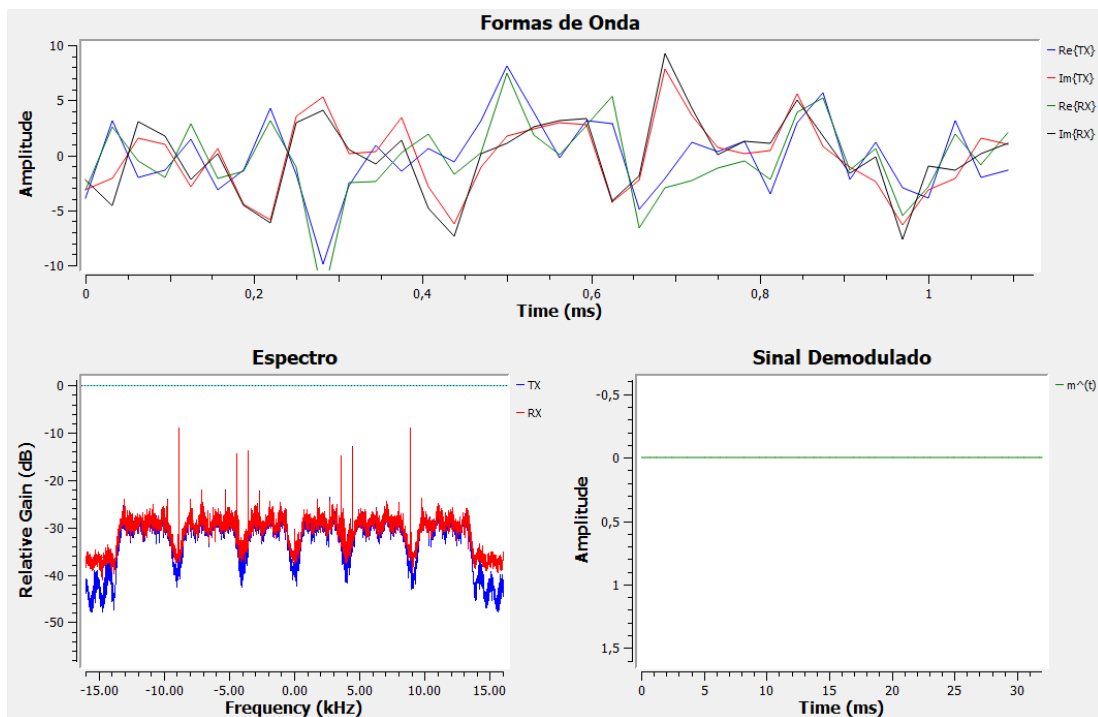 Formas de Onda
10
5
0
-5
-10
Amplitude
0
0,2
0,4
0,6
0,8
1
Time (ms)
Re{TX}
Im{TX}
Re{RX}
Im{RX}
Espectro
0
-10
-20
-30
-40
-50
Relative Gain (dB)
-15.00
-10.00
-5.00
0.00
5.00
10.00
15.00
Frequency (kHz)
TX
RX
Sinal Demodulado
-0,5
0
0,5
1
1,5
Amplitude
0
5
10
15
20
25
30
Time (ms)
m^(t)